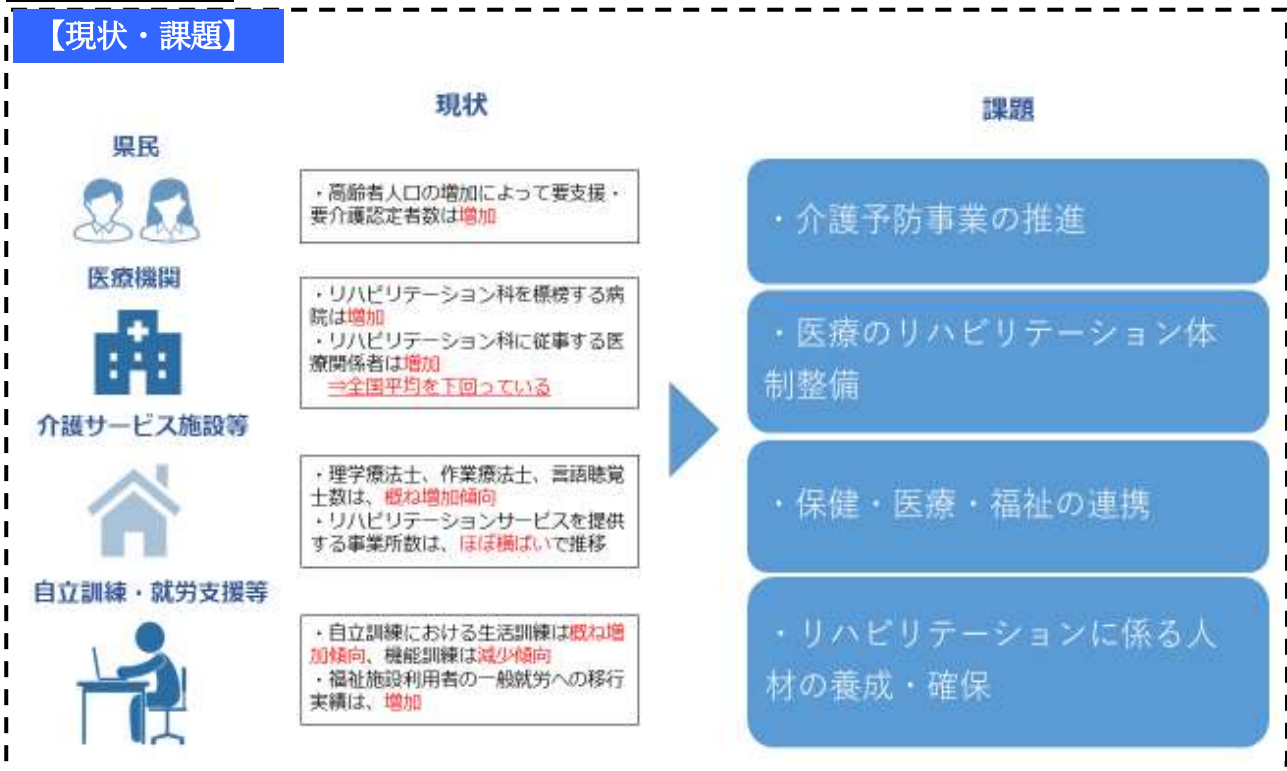 【現状・課題】
現状
課題
県民
・高齢者人口の増加によって要支援・
要介護認定者数は増加
・介護予防事業の推進
医療機関
・リハビリテーション科を標榜する病
院は増加
・リハビリテーション科に従事する医
療関係者は増加
⇒全国平均を下回っている
・医療のリハビリテーション体
制整備
介護サービス施設等
・理学療法士、作業療法士、言語聴覚
士数は、概ね増加傾向
・リハビリテーションサービスを提供
する事業所数は、ほぼ横ばいで推移
・保健・医療・福祉の連携
自立訓練・就労支援等
・自立訓練における生活訓練は概ね増
加傾向、機能訓練は減少傾向
・福祉施設利用者の一般就労への移行
実績は、増加
・リハビリテーションに係る人
材の養成・確保